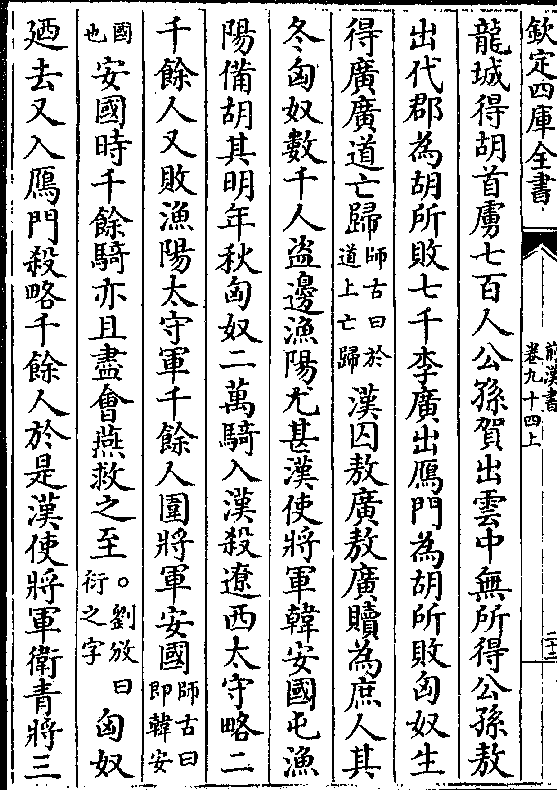 欽定四庫全書
前漢書
卷九十四上
二十二
龍城得胡首虜七百人公孫賀出雲中無所得公孫敖
出代郡為胡所敗七千李廣出鴈門為胡所敗匈奴生
得廣廣道亡歸師古曰於道上亡歸漢囚敖廣敖廣贖為庶人其
冬匈奴數千人盜邊漁陽尤甚漢使將軍韓安國屯漁
陽備胡其明年秋匈奴二萬騎入漢殺遼西太守略二
千餘人又敗漁陽太守軍千餘人圍將軍安國師古曰即韓安
國也安國時千餘騎亦且盡會燕救之至。劉攽曰衍之字匈奴
廼去又入鴈門殺略千餘人於是漢使將軍衛青將三